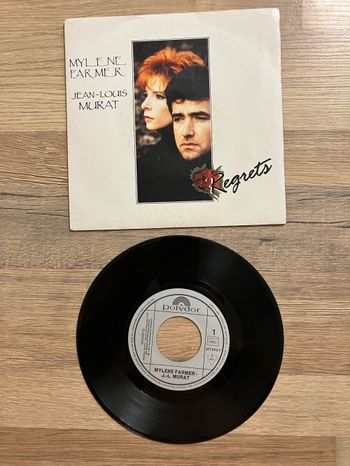 MYLENE
FARMER
JEAN-LOUIS
MURAT
Regrets
Polydor
1
MYLENE FARMER -
J.-L. MURAT